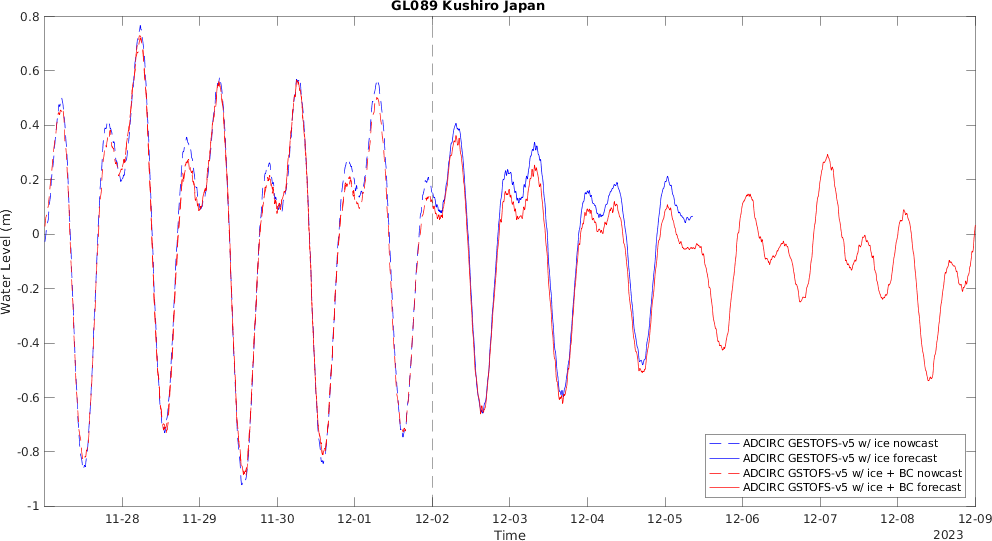 GL089 Kushiro Japan
0.8
0.6
0.4
0.2
0
-0.2
-0.4
-0.6
-0.8
-1
Water Level (m)
11-28 11-29 11-30 12-01 12-02 12-03 12-04 12-05 12-06 12-07 12-08 12-09
Time
2023
ADCIRC GESTOFS-v5 w/ ice nowcast
ADCIRC GESTOFS-v5 w/ ice forecast
ADCIRC GSTOFS-v5 w/ ice + BC nowcast
ADCIRC GSTOFS-v5 w/ ice + BC forecast